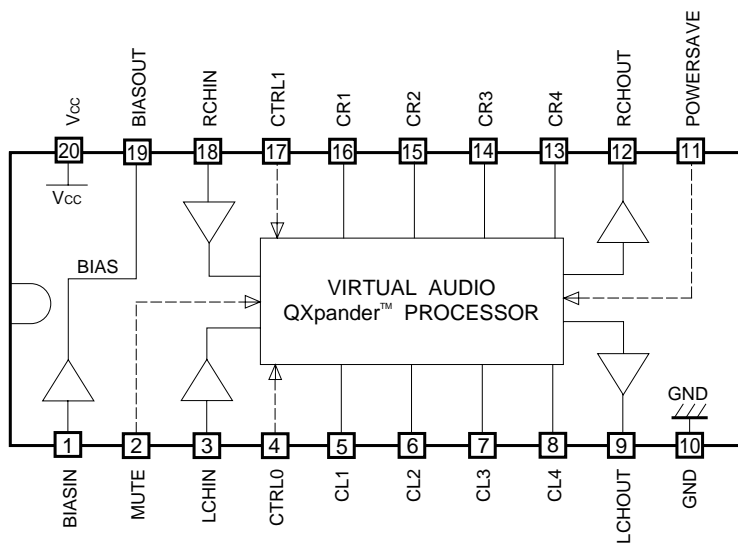 Vcc
BIASOUT
RCHIN
CTRL1
CR1
CR2
CR3
CR4
RCHOUT
POWERSAVE
20
19
18
17
16
15
14
13
12
11
Vcc
BIAS
VIRTUAL AUDIO
QXpander™ PROCESSOR
GND
1
2
3
4
5
6
7
8
9
10
BIASIN
MUTE
LCHIN
CTRL0
CL1
CL2
CL3
CL4
LCHOUT
GND